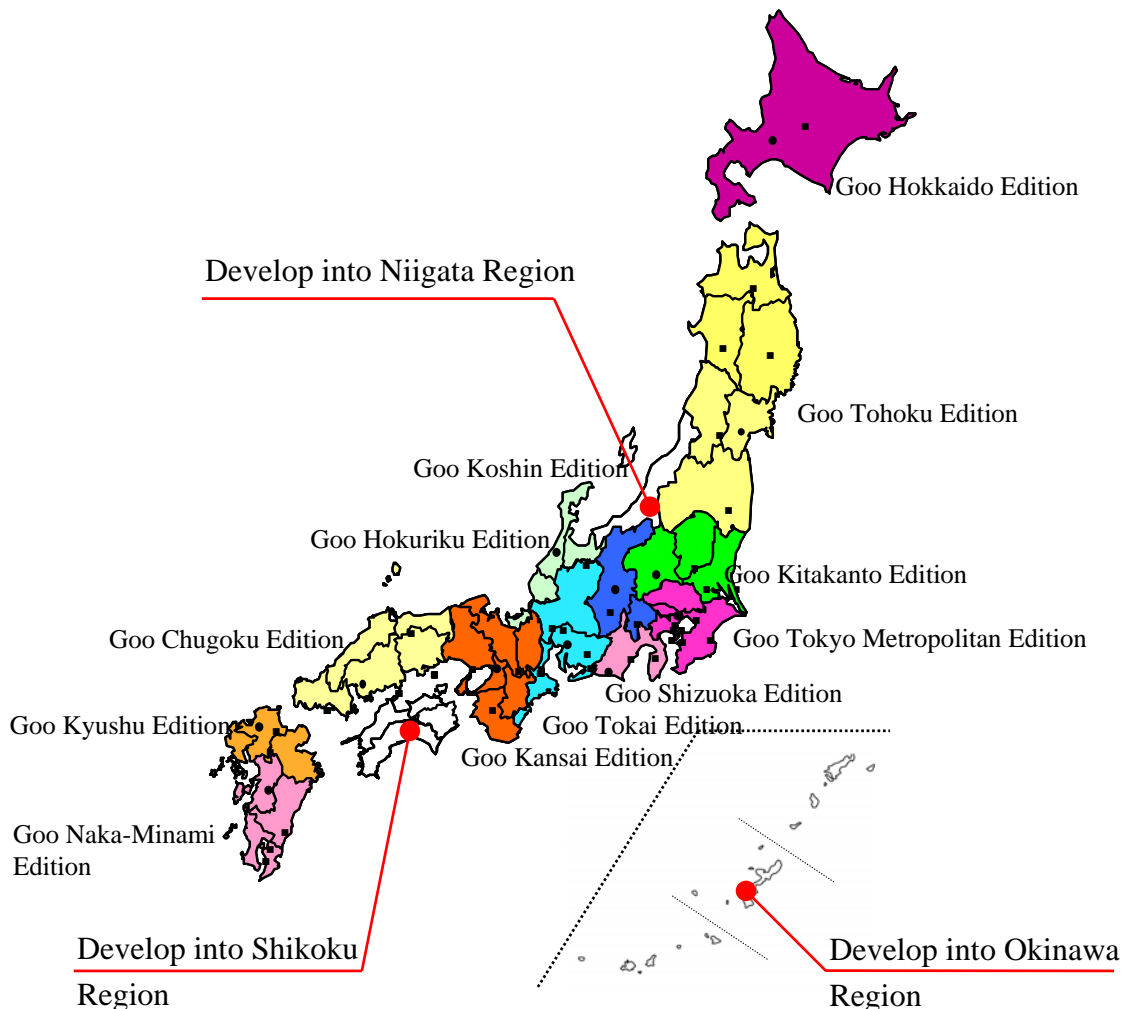 Goo Hokkaido Edition
Develop into Niigata Region
Goo Tohoku Edition
Goo Koshin Edition
Goo Hokuriku Edition
Goo Kitakanto Edition
Goo Chugoku Edition
Goo Tokyo Metropolitan Edition
Goo Shizuoka Edition
Goo Kyushu Edition
Goo Tokai Edition
Goo Kansai Edition
Goo Naka-Minami
Edition
Develop into Shikoku
Region
Develop into Okinawa
Region